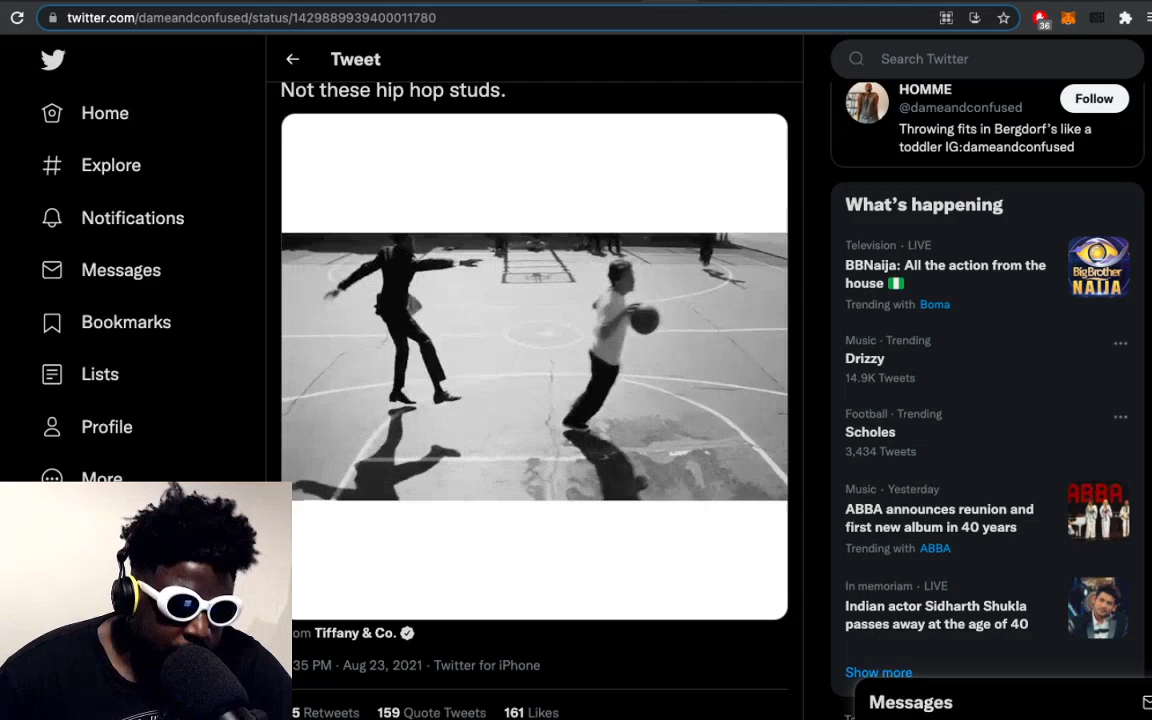 twitter.com/dameandconfused/status/1429889939400011780
36
Home
Explore
Notifications
Messages
Bookmarks
Lists
Profile
More
Tweet
Not these hip hop studs.
om Tiffany & Co.
35 PM · Aug 23, 2021 · Twitter for iPhone
5 Retweets 159 Quote Tweets 161 Likes
Search Twitter
HOMME
@dameandconfused
Follow
Throwing fits in Bergdorf's like a
toddler IG:dameandconfused
What's happening
Television · LIVE
BBNaija: All the action from the
house
Trending with Boma
BigBrother
NAIJA
Music · Trending
Drizzy
14.9K Tweets
Football · Trending
Scholes
3,434 Tweets
Music · Yesterday
ABBA announces reunion and
first new album in 40 years
Trending with ABBA
ABBA
In memoriam · LIVE
Indian actor Sidharth Shukla
passes away at the age of 40
Show more
Messages